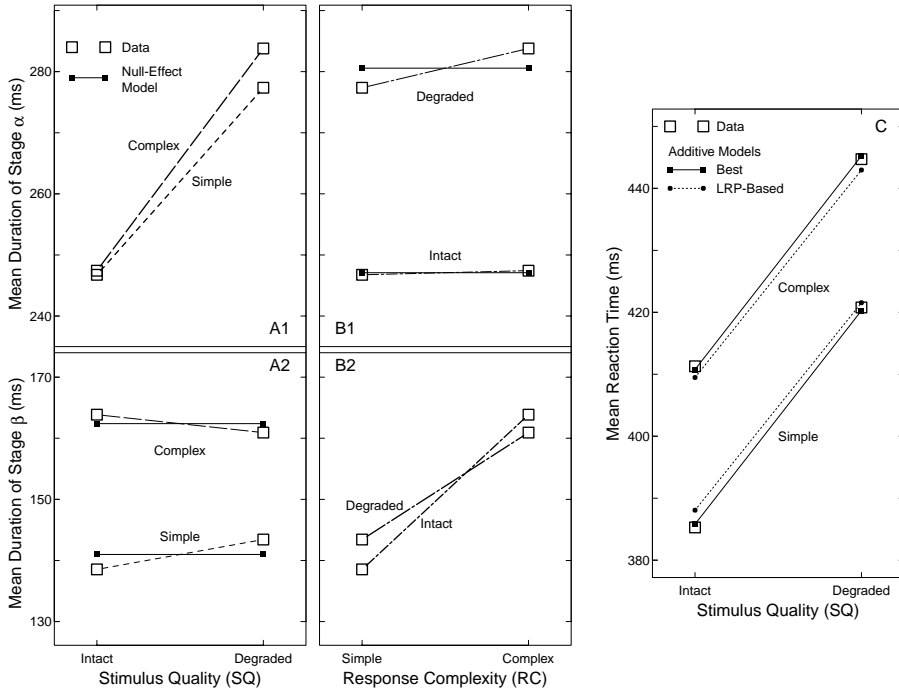 Data
Null-Effect
Model
Complex
Simple
A1
280
260
240
Mean Duration of Stage α (ms)
Degraded
Intact
B1
A2
170
150
130
Mean Duration of Stage β (ms)
Complex
Simple
Intact
Degraded
Stimulus Quality (SQ)
B2
Degraded
Intact
Simple
Complex
Response Complexity (RC)
Data
C
Additive Models
Best
LRP-Based
Complex
Simple
440
420
400
380
Mean Reaction Time (ms)
Intact
Degraded
Stimulus Quality (SQ)